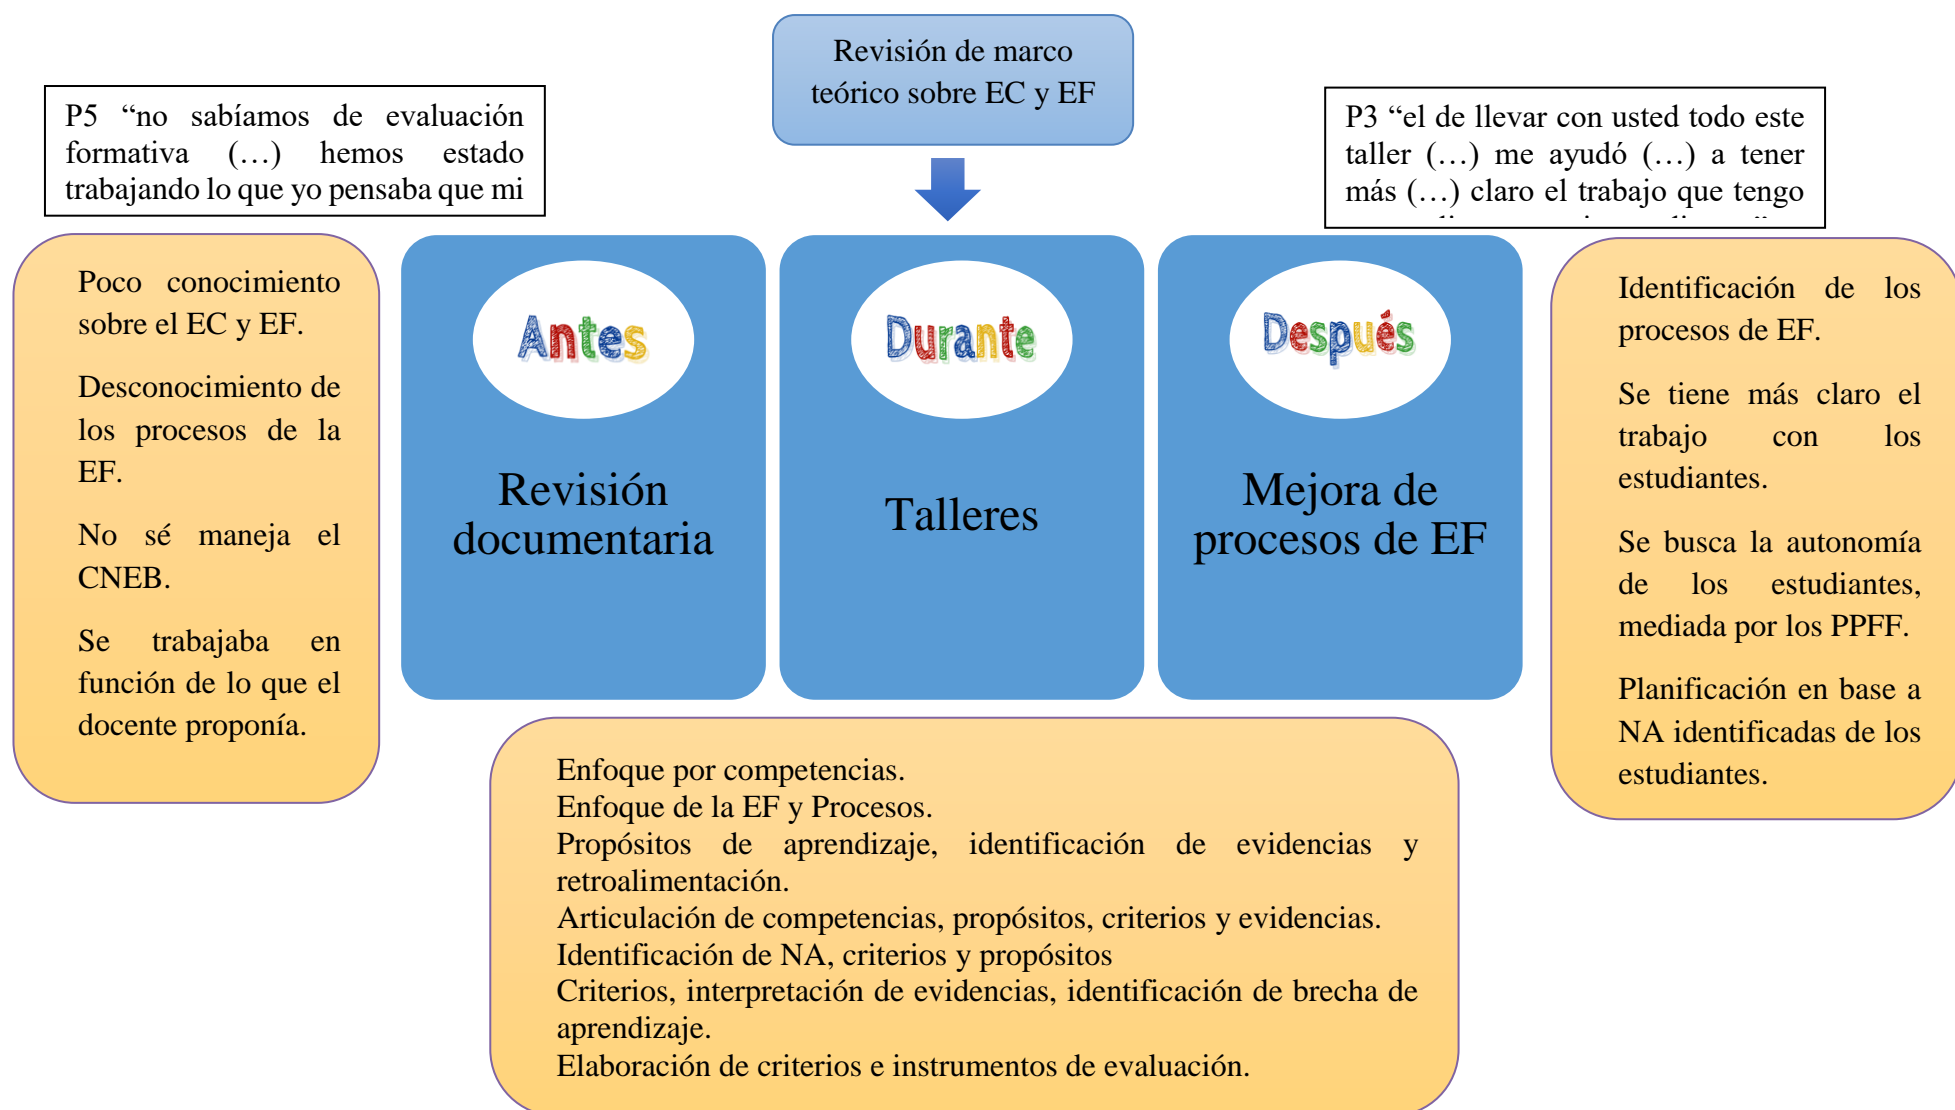 Revisión de marco
teórico sobre EC y EF
P5 “no sabíamos de evaluación
formativa (…) hemos estado
trabajando lo que yo pensaba que mi
P3 “el de llevar con usted todo este
taller (…) me ayudó (…) a tener
más (…) claro el trabajo que tengo
Poco conocimiento
sobre el EC y EF.
Desconocimiento de
los procesos de la
EF.
No sé maneja el
CNEB.
Se trabajaba en
función de lo que el
docente proponía.
Antes
Revisión
documentaria
Durante
Talleres
Después
Mejora de
procesos de EF
Identificación de los
procesos de EF.
Se tiene más claro el
trabajo con los
estudiantes.
Se busca la autonomía
de los estudiantes,
mediada por los PPFF.
Planificación en base a
NA identificadas de los
estudiantes.
Enfoque por competencias.
Enfoque de la EF y Procesos.
Propósitos de aprendizaje, identificación de evidencias y
retroalimentación.
Articulación de competencias, propósitos, criterios y evidencias.
Identificación de NA, criterios y propósitos
Criterios, interpretación de evidencias, identificación de brecha de
aprendizaje.
Elaboración de criterios e instrumentos de evaluación.